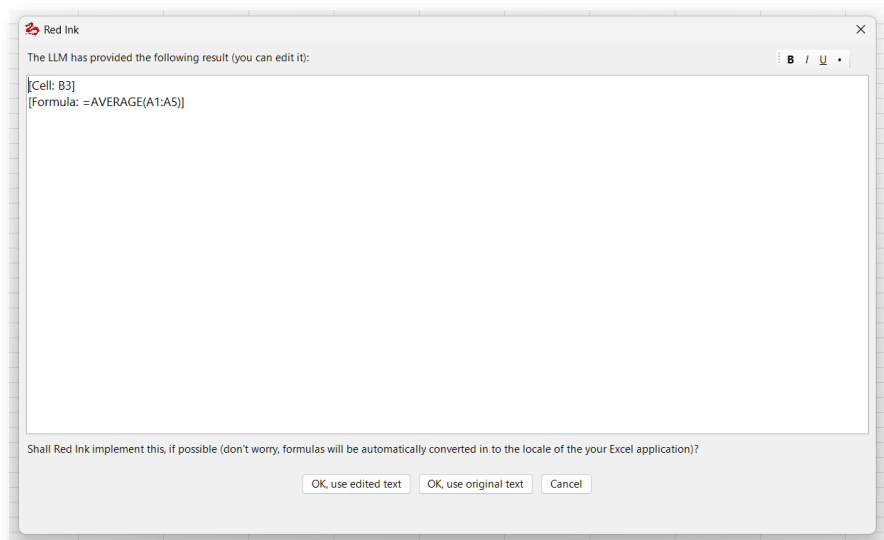 Red Ink
The LLM has provided the following result (you can edit it):
B I U
[Cell: B3]
[Formula: =AVERAGE(A1:A5)]
Shall Red Ink implement this, if possible (don't worry, formulas will be automatically converted in to the locale of the your Excel application)?
OK, use edited text OK, use original text Cancel